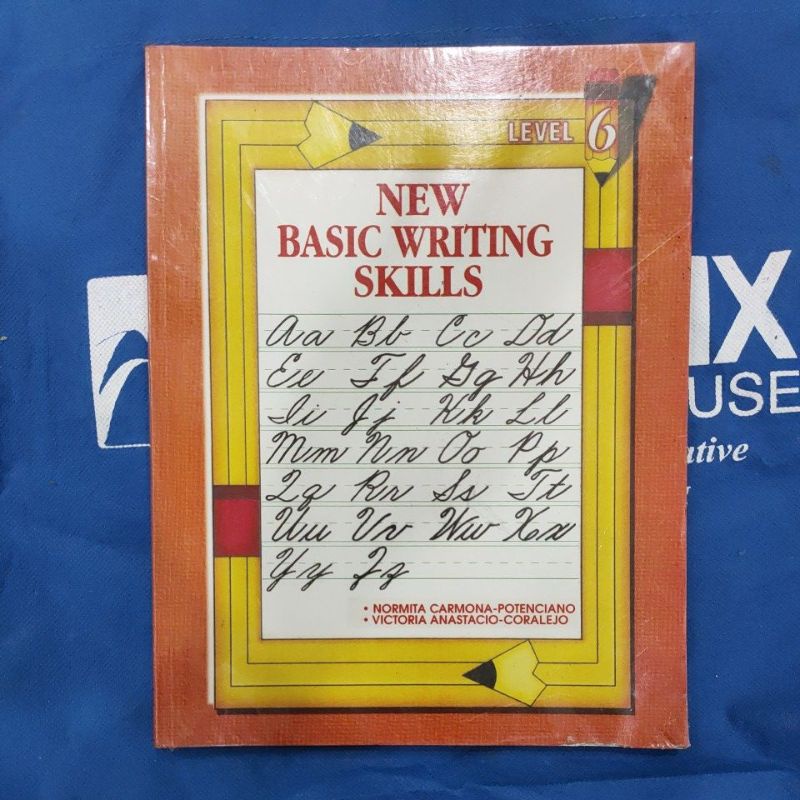 LEVEL 6
NEW
BASIC WRITING
SKILLS
Aa Bb Cc Dd
Ee Ff Gg Hh
Ii Jj Kk Ll
Mm Nn Oo Pp
Qq Rr Ss Tt
Uu Vv Ww Xx
Yy Zz
• NORMITA CARMONA-POTENCIANO
• VICTORIA ANASTACIO-CORALEJO
IX
USE
ative